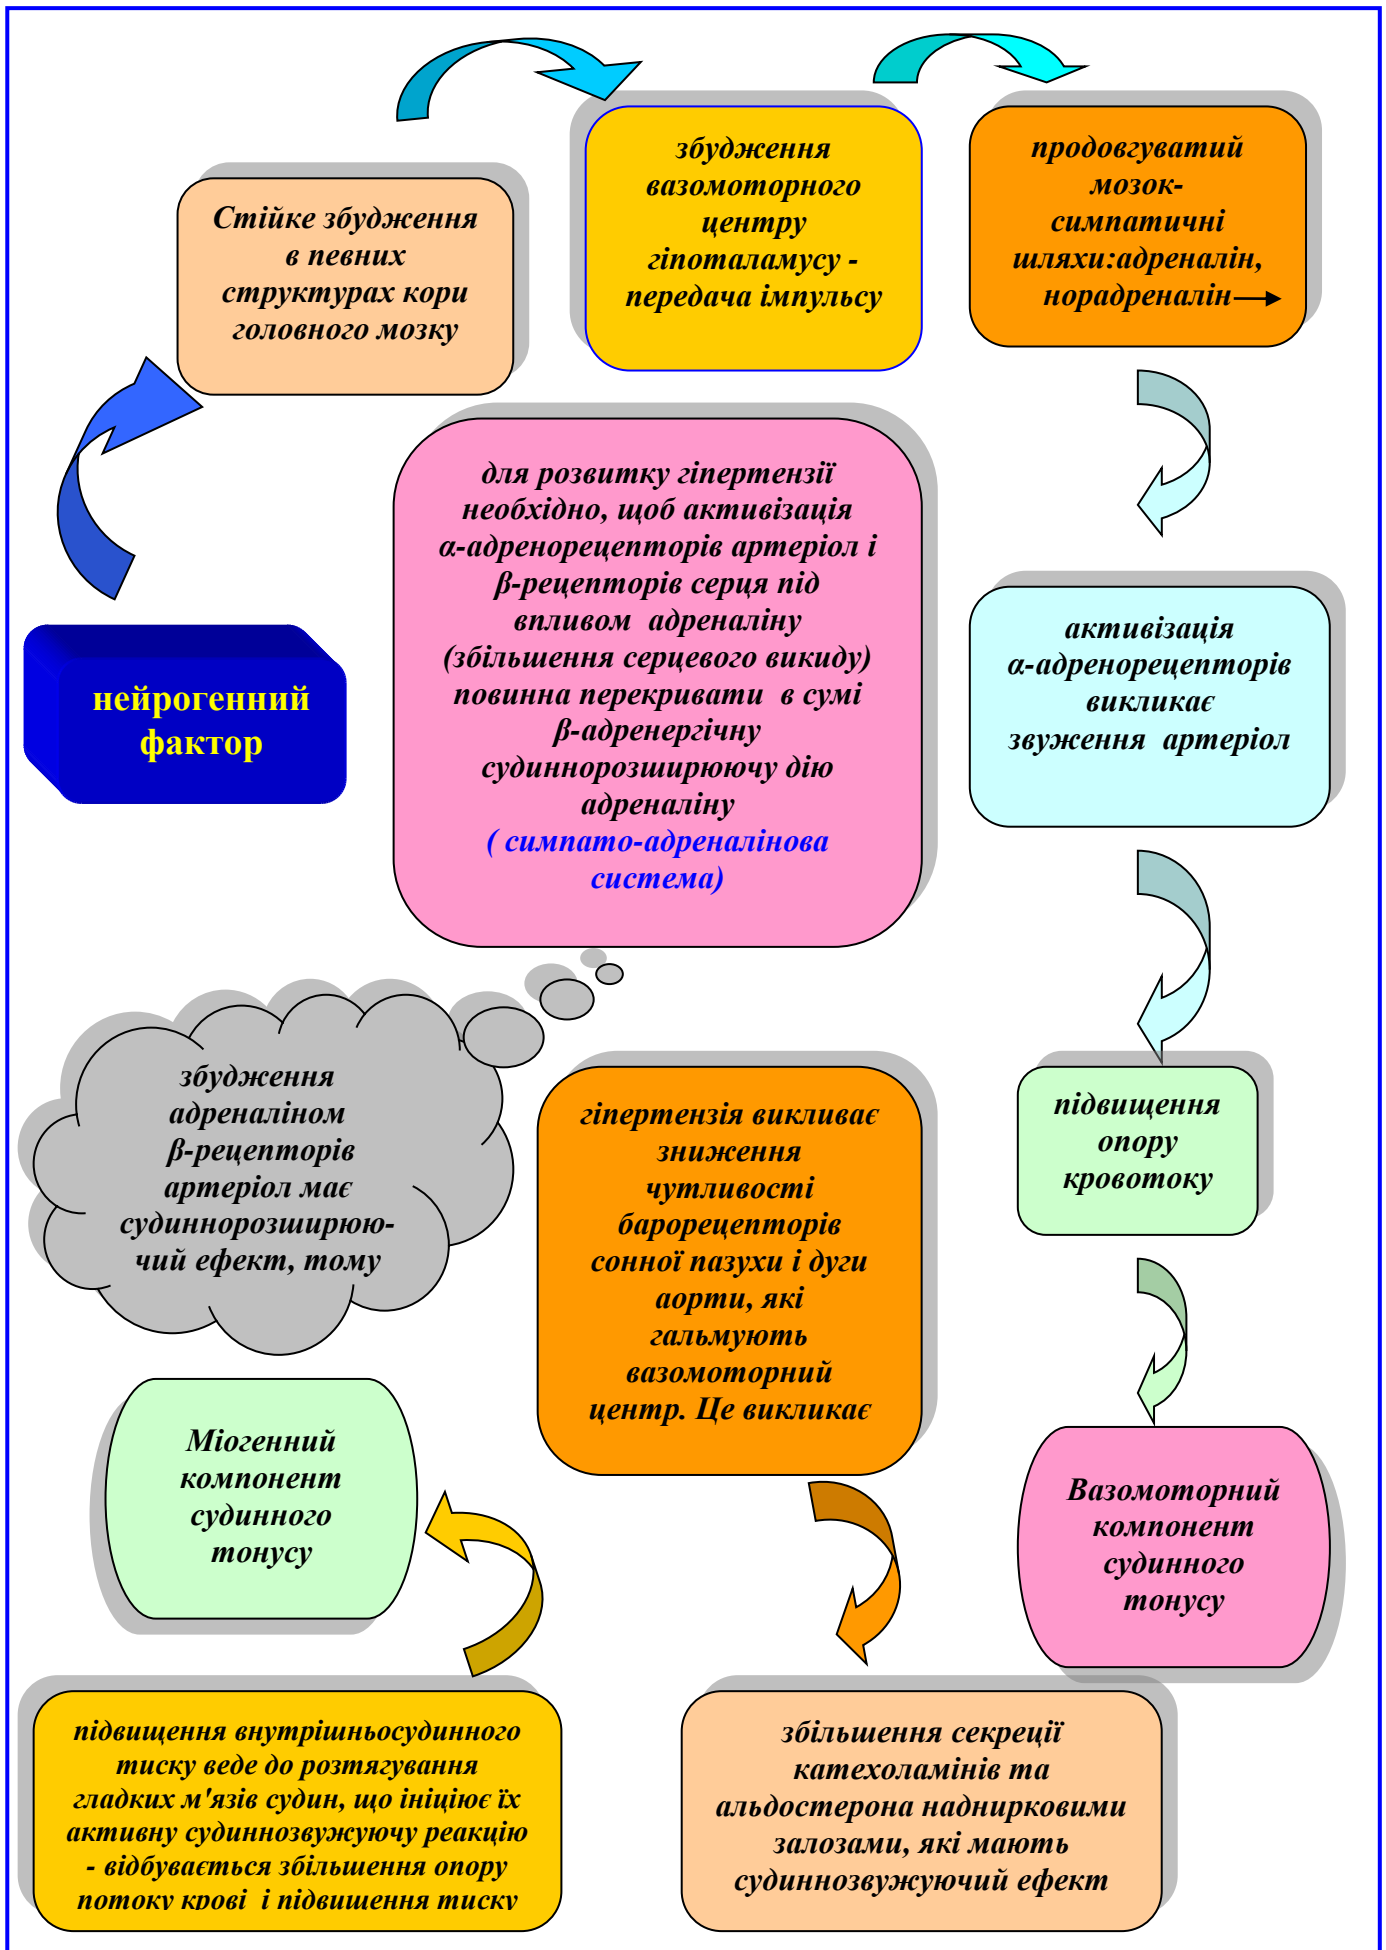 Стійке збудження
в певних
структурах кори
головного мозку
збудження
вазомоторного
центру
гіпоталамусу -
передача імпульсу
продовгуватий
мозок-
симпатичні
шляхи:адреналін,
норадреналін
нейрогенний
фактор
для розвитку гіпертензії
необхідно, щоб активізація
α-адренорецепторів артеріол і
β-рецепторів серця під
впливом адреналіну
(збільшення серцевого викиду)
повинна перекривати в сумі
β-адренергічну
судиннорозширюючу дію
адреналіну
( симпато-адреналінова
система)
активізація
α-адренорецепторів
викликає
звуження артеріол
збудження
адреналіном
β-рецепторів
артеріол має
судиннорозширюю-
чий ефект, тому
гіпертензія викливає
зниження
чутливості
барорецепторів
сонної пазухи і дуги
аорти, які
гальмують
вазомоторний
центр. Це викликає
підвищення
опору
кровотоку
Міогенний
компонент
судинного
тонусу
Вазомоторний
компонент
судинного
тонусу
підвищення внутрішньосудинного
тиску веде до розтягування
гладких м'язів судин, що ініціює їх
активну судиннозвужуючу реакцію
- відбувається збільшення опору
потоку крові і підвищення тиску
збільшення секреції
катехоламінів та
альдостерона наднирковими
залозами, які мають
судиннозвужуючий ефект